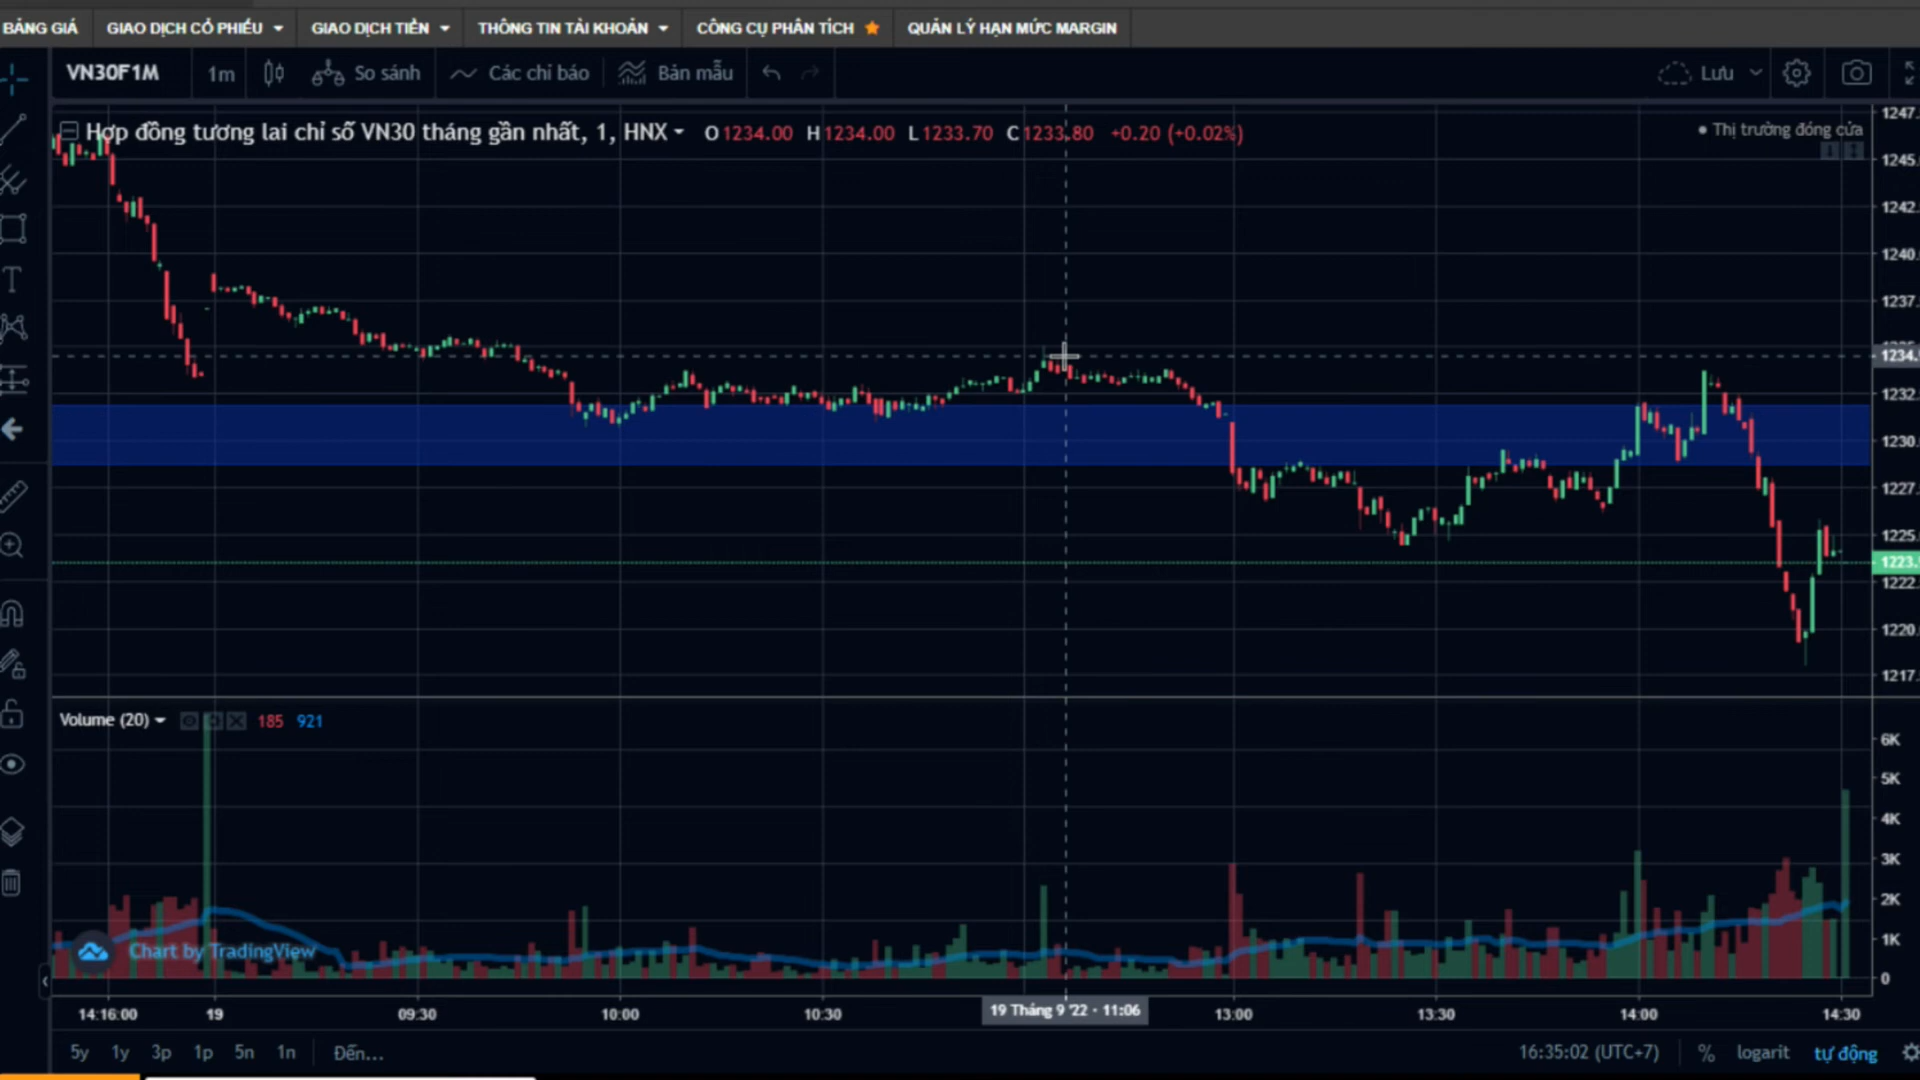 BẢNG GIÁ GIAO DỊCH CỔ PHIẾU GIAO DỊCH TIỀN THÔNG TIN TÀI KHOẢN CÔNG CỤ PHÂN TÍCH QUẢN LÝ HẠN MỨC MARGIN
VN30F1M 1m So sánh Các chỉ báo Bản mẫu Lưu
Hợp đồng tương lai chỉ số VN30 tháng gần nhất, 1, HNX O1234.00 H1234.00 L1233.70 C1233.80 +0.20 (+0.02%)
Thị trường đóng cửa
1247.
1245.
1242.
1240.
1237.
1234.
1232.
1230.
1227.
1225.
1223.
1222.
1220.
1217.
Volume (20) 185 921
6K
5K
4K
3K
2K
1K
0
Chart by TradingView
14:16:00 19 09:30 10:00 10:30 19 Tháng 9 '22 - 11:06 13:00 13:30 14:00 14:30
5y 1y 3p 1p 5n 1n Đến... 16:35:02 (UTC+7) % logarit tự động